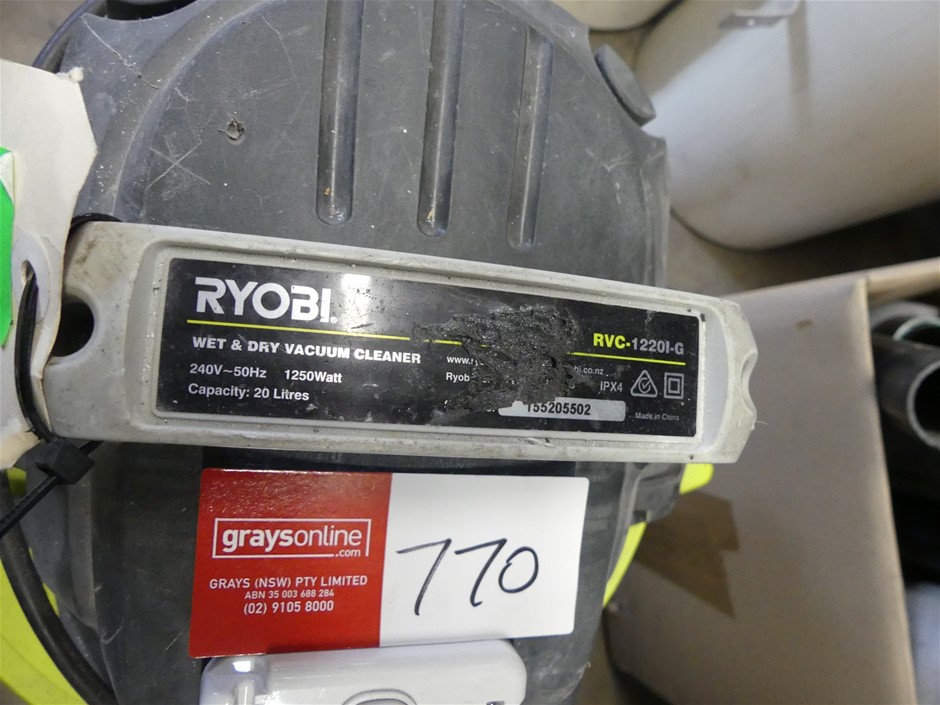 RYOBI
RVC-1220I-G
WET & DRY VACUUM CLEANER
240V~50Hz 1250Watt
Capacity: 20 Litres
IPX4
155205502
Made in China
graysonline
.com
GRAYS (NSW) PTY LIMITED
ABN 35 003 688 284
(02) 9105 8000
770